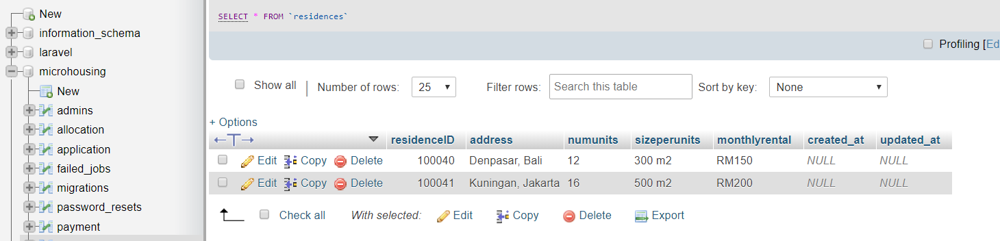 New
information_schema
laravel
microhousing
New
admins
allocation
application
failed_jobs
migrations
password_resets
payment
SELECT * FROM `residences`
Profiling [Ed
Show all | Number of rows: 25 Filter rows: Search this table Sort by key: None
+ Options
←T→ residenceID address numunits sizeperunits monthlyrental created_at updated_at
Edit Copy Delete 100040 Denpasar, Bali 12 300 m2 RM150 NULL NULL
Edit Copy Delete 100041 Kuningan, Jakarta 16 500 m2 RM200 NULL NULL
Check all With selected: Edit Copy Delete Export